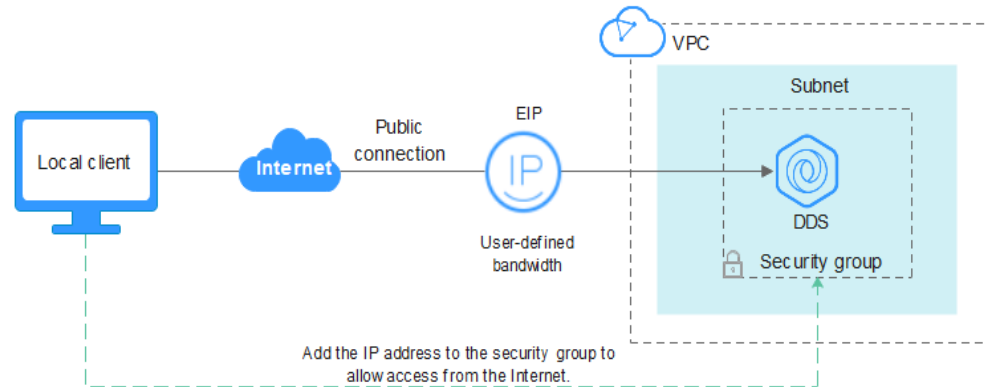 VPC
Subnet
EIP
Public
connection
Local client
Internet
IP
DDS
User-defined
bandwidth
Security group
Add the IP address to the security group to
allow access from the Internet.